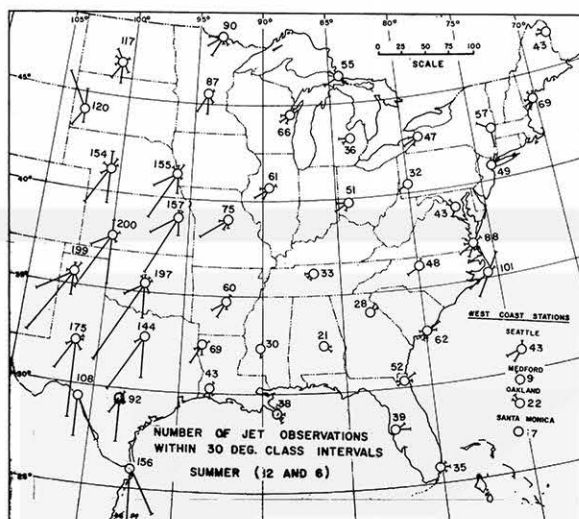 105° 100° 95° 90 90° 85° 80° 75° 70°
117 43
55 0 25 50 75 100
SCALE
45° 87
120 66 57 69
36 47
154 155 61 49
40° 157 75 51 32 43
200 88
199 197 33 48 101
60 28
WEST COAST STATIONS
175 144 SEATTLE
69 30 21 62 43
MEDFORD
9
30°
108 92 43 52 OAKLAND
38 22
39 SANTA MONICA
7
NUMBER OF JET OBSERVATIONS
WITHIN 30 DEG. CLASS INTERVALS
156 SUMMER (12 AND 6) 35